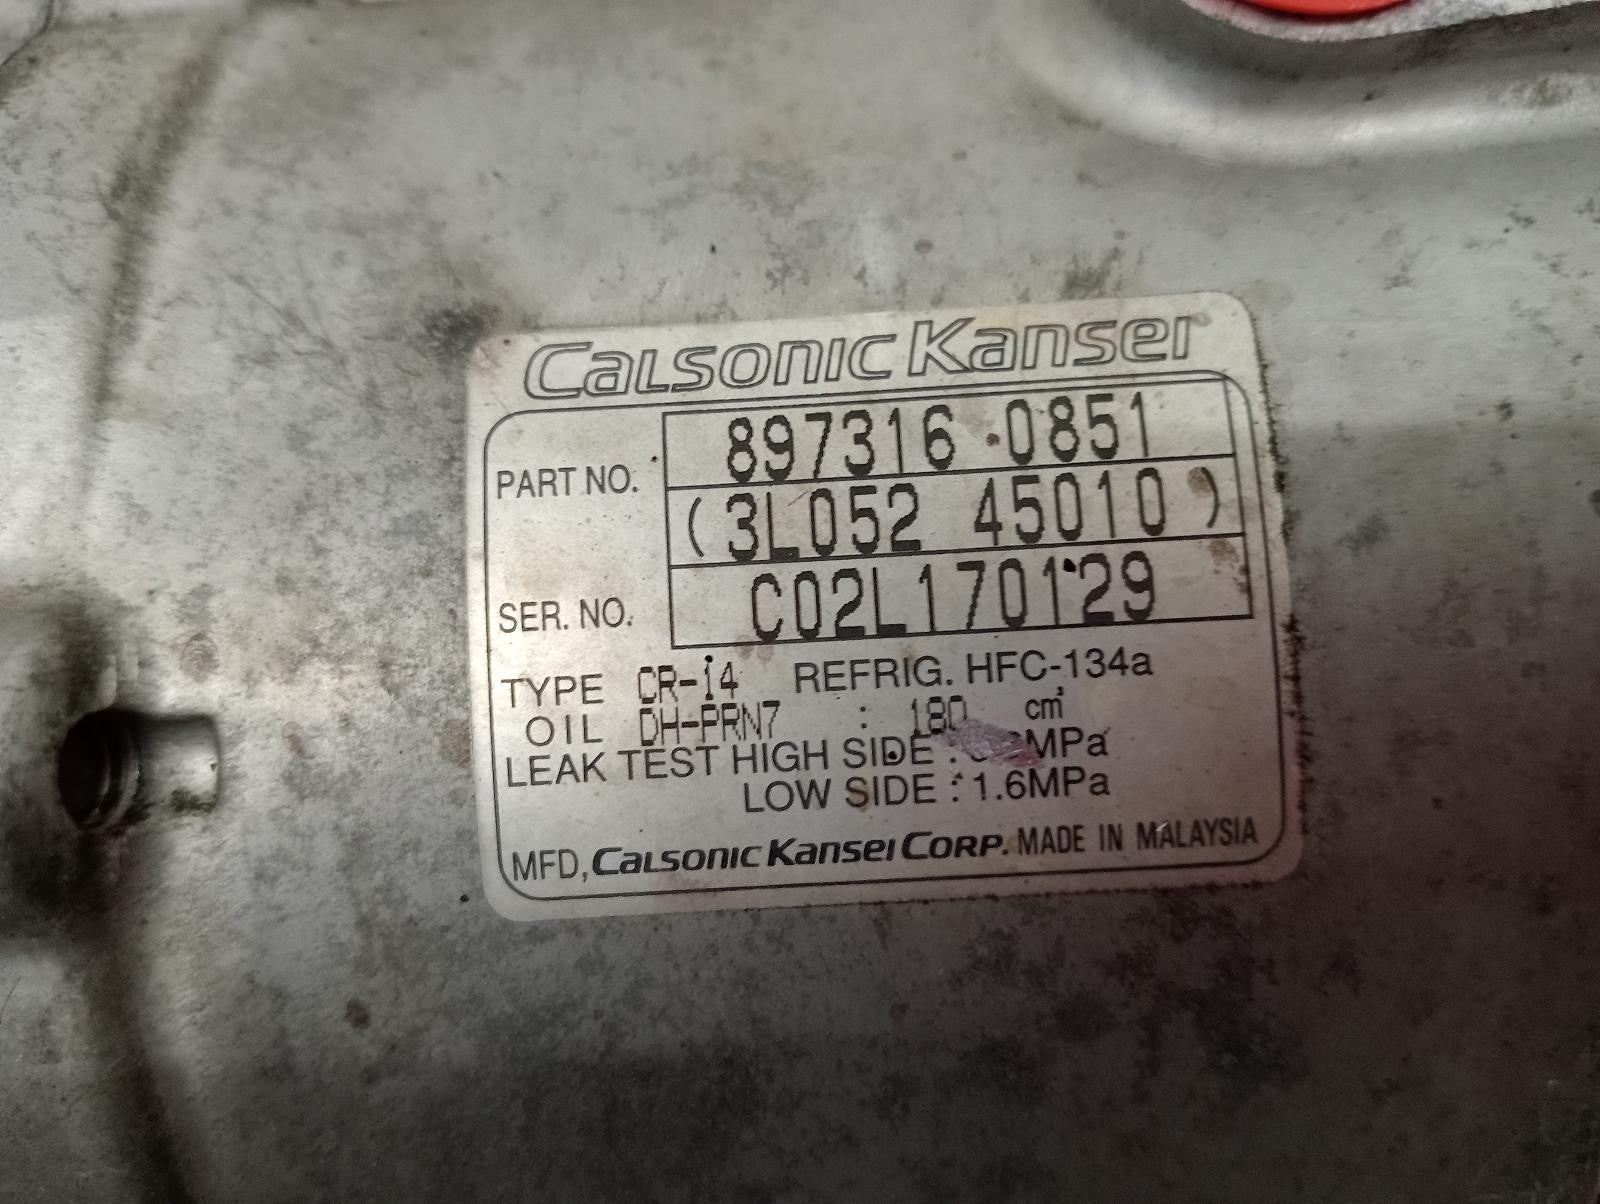 CALSONIC KANSEI
PART NO. 897316 0851
(3L052 45010)
SER. NO. C02L170129
TYPE CR-14 REFRIG. HFC-134a
OIL DH-PRN7 : 180 cm³
LEAK TEST HIGH SIDE : MPa
LOW SIDE : 1.6MPa
MFD, CALSONIC KANSEI CORP. MADE IN MALAYSIA